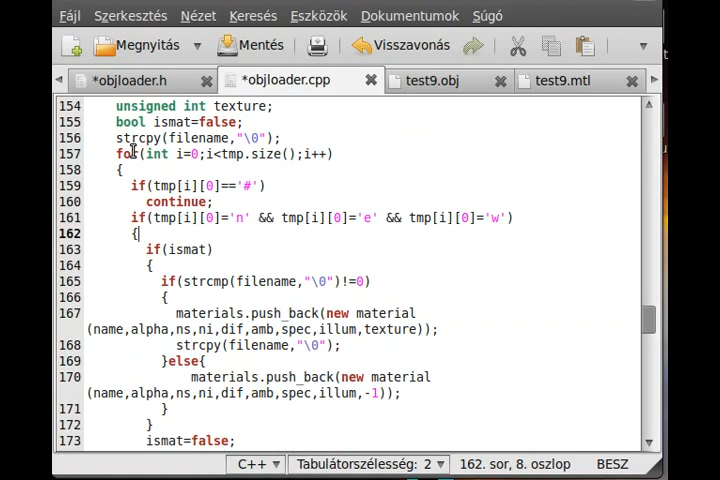 Fájl Szerkesztés Nézet Keresés Eszközök Dokumentumok Súgó
Megnyitás Mentés Visszavonás
*objloader.h *objloader.cpp test9.obj test9.mtl
154 unsigned int texture;
155 bool ismat=false;
156 strcpy(filename,"\0");
157 for(int i=0;i<tmp.size();i++)
158 {
159 if(tmp[i][0]=='#')
160 continue;
161 if(tmp[i][0]='n' && tmp[i][0]='e' && tmp[i][0]='w')
162 {
163 if(ismat)
164 {
165 if(strcmp(filename,"\0")!=0)
166 {
167 materials.push_back(new material
(name,alpha,ns,ni,dif,amb,spec,illum,texture));
168 strcpy(filename,"\0");
169 }else{
170 materials.push_back(new material
(name,alpha,ns,ni,dif,amb,spec,illum,-1));
171 }
172 }
173 ismat=false;
C++ Tabulátorszélesség: 2 162. sor, 8. oszlop BESZ